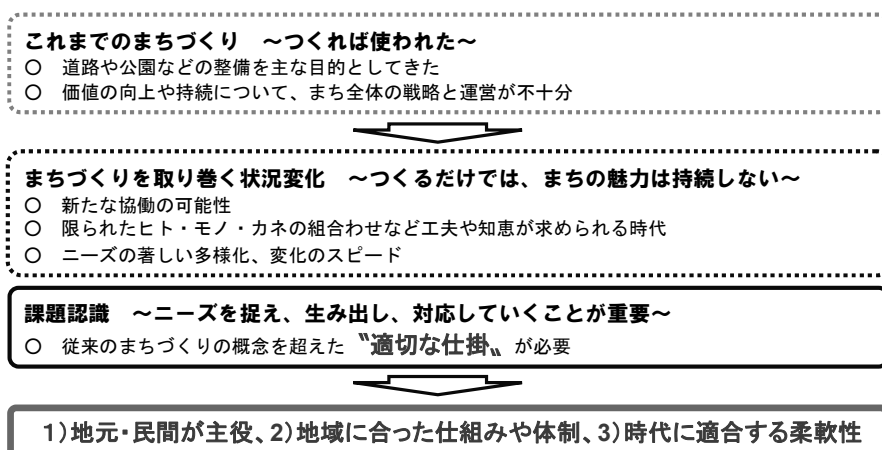 これまでのまちづくり　～つくれば使われた～
○　道路や公園などの整備を主な目的としてきた
○　価値の向上や持続について、まち全体の戦略と運営が不十分
まちづくりを取り巻く状況変化　～つくるだけでは、まちの魅力は持続しない～
○　新たな協働の可能性
○　限られたヒト・モノ・カネの組合わせなど工夫や知恵が求められる時代
○　ニーズの著しい多様化、変化のスピード
課題認識　～ニーズを捉え、生み出し、対応していくことが重要～
○　従来のまちづくりの概念を超えた〝適切な仕掛〟が必要
1)地元・民間が主役、2)地域に合った仕組みや体制、3)時代に適合する柔軟性